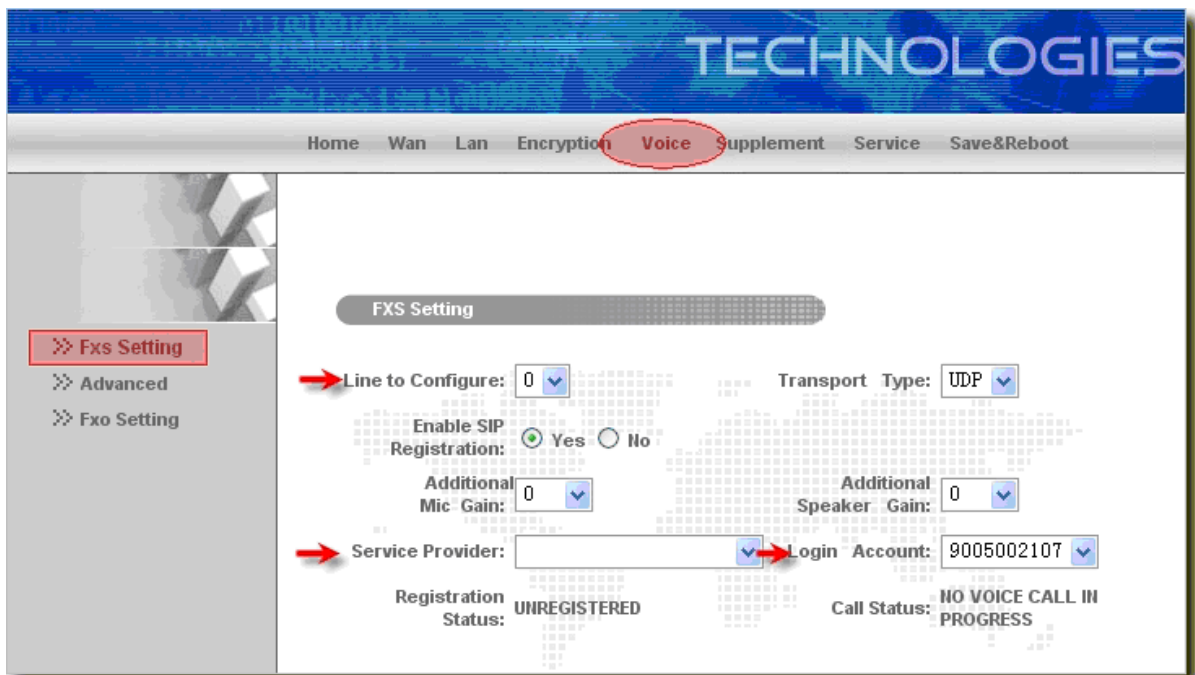 TECHNOLOGIES
Home Wan Lan Encryption Voice Supplement Service Save&Reboot
>> Fxs Setting
>> Advanced
>> Fxo Setting
FXS Setting
Line to Configure: 0 Transport Type: UDP
Enable SIP
Registration: Yes No
Additional
Mic Gain: 0 Additional
Speaker Gain: 0
Service Provider: Login Account: 9005002107
Registration
Status: UNREGISTERED Call Status: NO VOICE CALL IN
PROGRESS